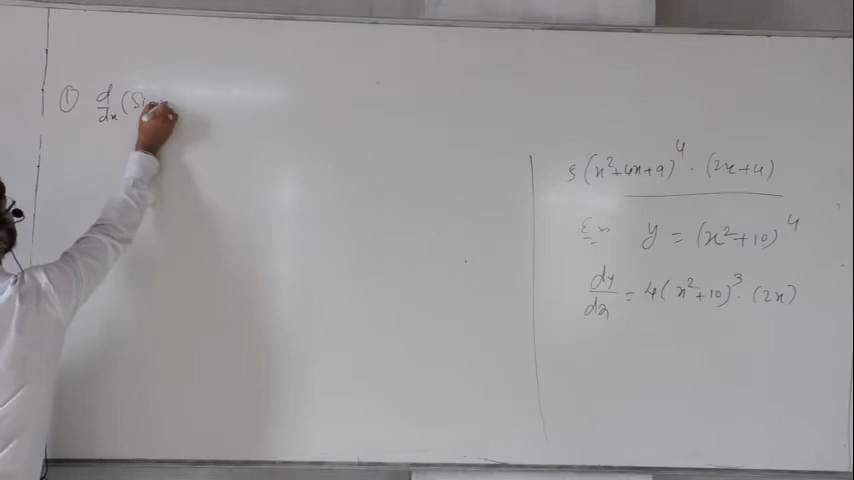 ① d/dx (Sin
5(x²+4x+9)⁴ · (2x+4)
Ex y = (x²+10)⁴
dy/dx = 4(x²+10)³ · (2x)